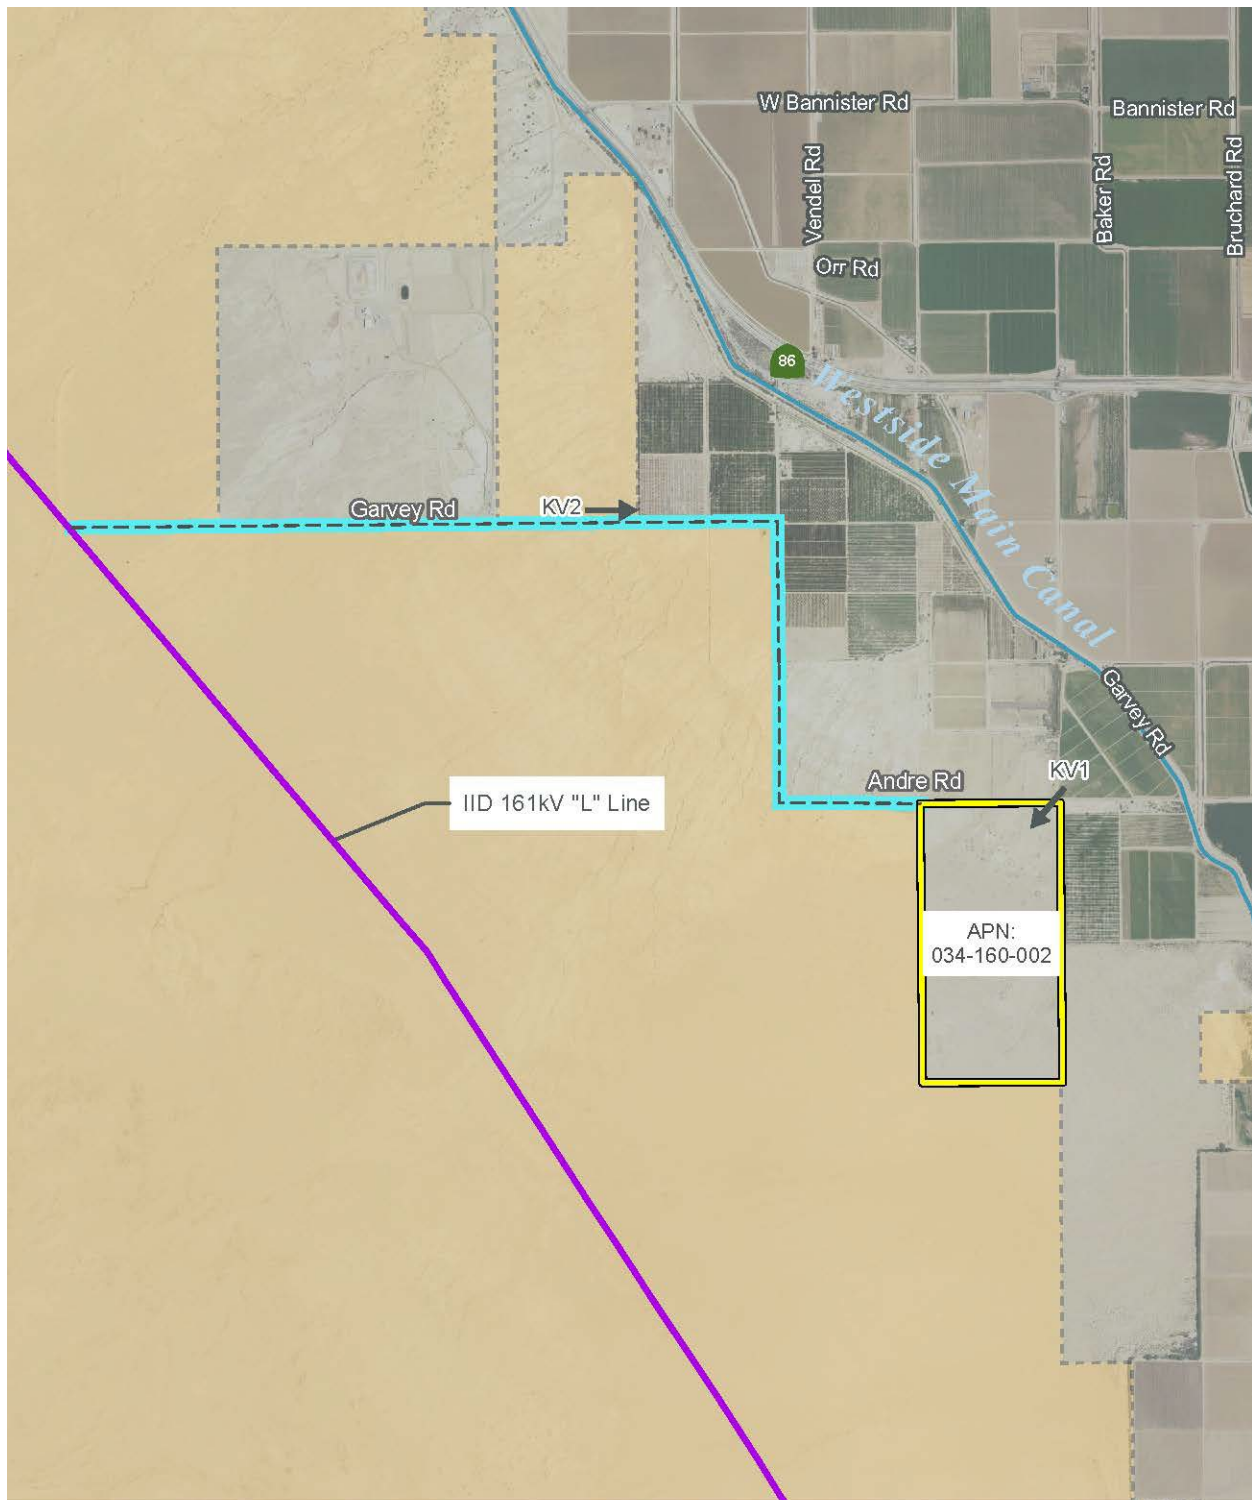 W Bannister Rd
Bannister Rd
Vendel Rd
Baker Rd
Bruchard Rd
Orr Rd
86
Westside Main Canal
Garvey Rd
KV2
Garvey Rd
KV1
Andre Rd
IID 161kV "L" Line
APN:
034-160-002